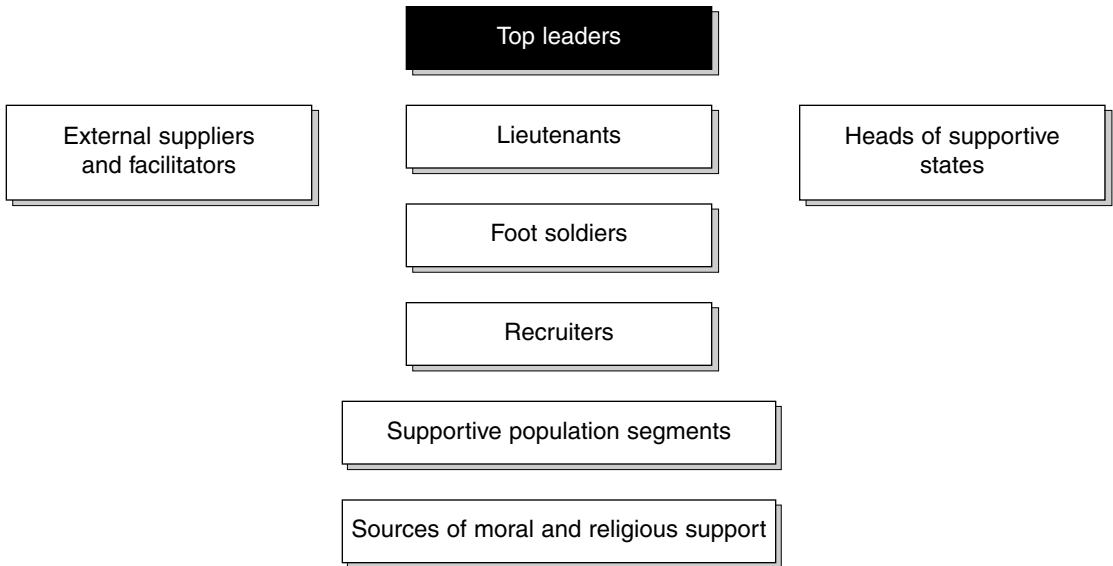 Top leaders
External suppliers
and facilitators
Lieutenants
Heads of supportive
states
Foot soldiers
Recruiters
Supportive population segments
Sources of moral and religious support